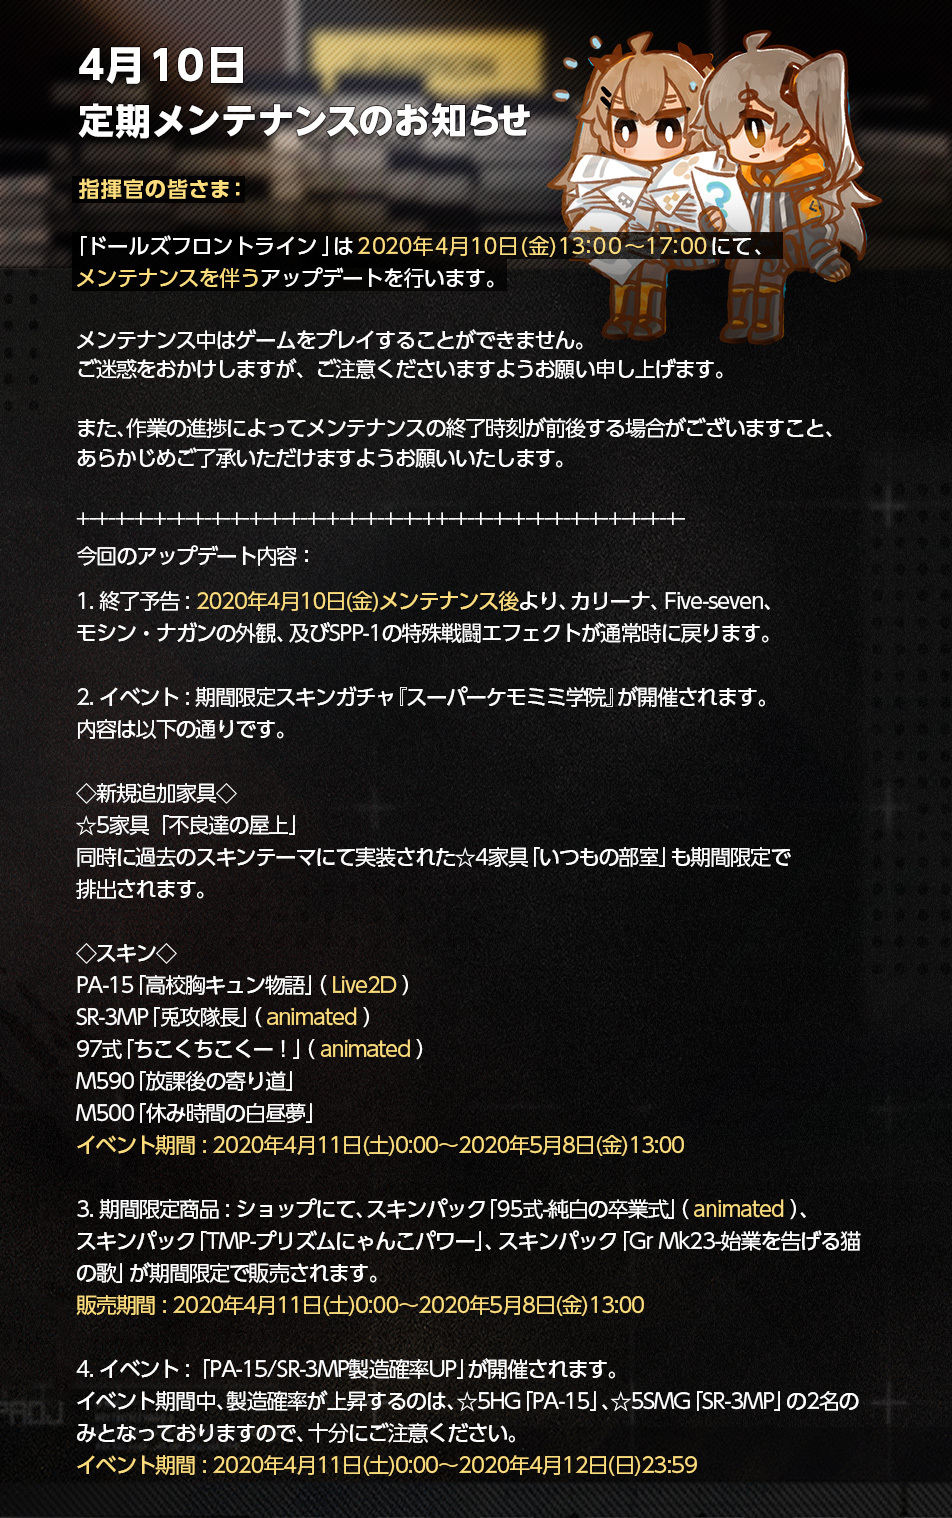 4月10日
定期メンテナンスのお知らせ
指揮官の皆さま：
「ドールズフロントライン」は2020年4月10日(金)13:00～17:00にて、
メンテナンスを伴うアップデートを行います。
メンテナンス中はゲームをプレイすることができません。
ご迷惑をおかけしますが、ご注意くださいますようお願い申し上げます。
また、作業の進捗によってメンテナンスの終了時刻が前後する場合がございますこと、
あらかじめご了承いただけますようお願いいたします。
+-+-+-+-+-+-+-+-+-+-+-+-+-+-+-+-+-+-+-+-+-+-+-+-+-+-+-+-+-+-+-+
今回のアップデート内容：
1. 終了予告 : 2020年4月10日(金)メンテナンス後より、カリーナ、Five-seven、
モシン・ナガンの外観、及びSPP-1の特殊戦闘エフェクトが通常時に戻ります。
2. イベント : 期間限定スキンガチャ『スーパーケモミミ学院』が開催されます。
内容は以下の通りです。
◇新規追加家具◇
☆5家具「不良達の屋上」
同時に過去のスキンテーマにて実装された☆4家具「いつもの部室」も期間限定で
排出されます。
◇スキン◇
PA-15「高校胸キュン物語」( Live2D )
SR-3MP「兎攻隊長」( animated )
97式「ちこくちこくー！」( animated )
M590「放課後の寄り道」
M500「休み時間の白昼夢」
イベント期間 : 2020年4月11日(土)0:00～2020年5月8日(金)13:00
3. 期間限定商品 : ショップにて、スキンパック「95式-純白の卒業式」( animated )、
スキンパック「TMP-プリズムにゃんこパワー」、スキンパック「Gr Mk23-始業を告げる猫
の歌」が期間限定で販売されます。
販売期間 : 2020年4月11日(土)0:00～2020年5月8日(金)13:00
4. イベント : 「PA-15/SR-3MP製造確率UP」が開催されます。
イベント期間中、製造確率が上昇するのは、☆5HG「PA-15」、☆5SMG「SR-3MP」の2名の
みとなっておりますので、十分にご注意ください。
イベント期間 : 2020年4月11日(土)0:00～2020年4月12日(日)23:59